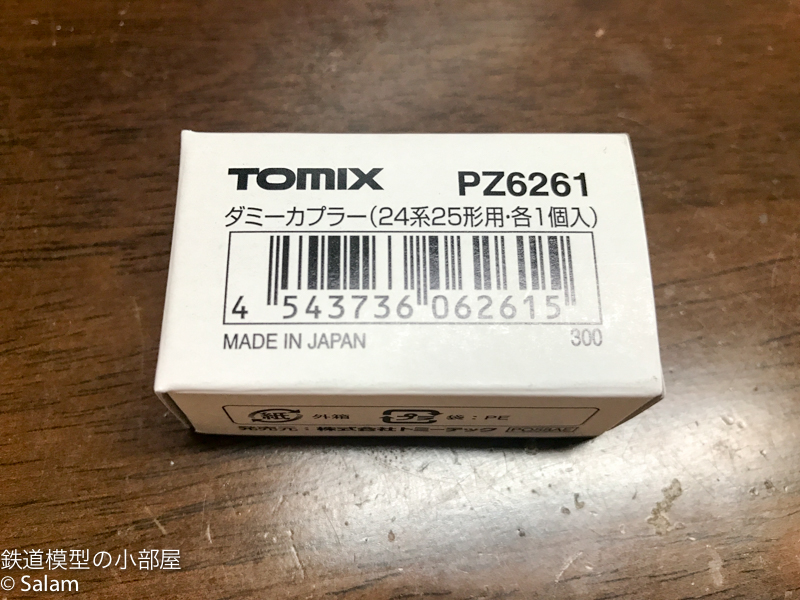 TOMIX PZ6261
ダミーカプラー(24系25形用・各1個入)
4 543736 062615
MADE IN JAPAN 300
紙 外箱 プラ 袋:PE
発売元:株式会社トミーテック
鉄道模型の小部屋
© Salam